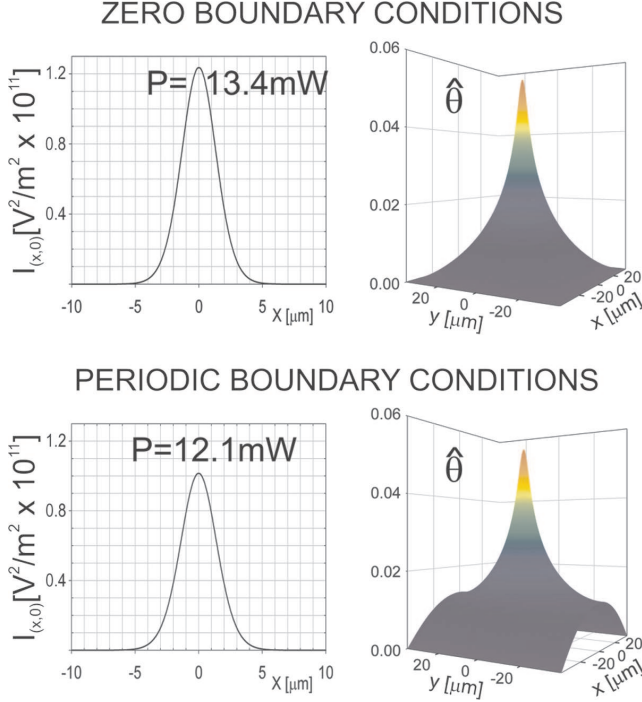 ZERO BOUNDARY CONDITIONS
P= 13.4mW
I(x,0)[V²/m² x 10¹¹]
1.2
0.8
0.4
-10 -5 0 5 10
X [μm]
0.06
0.04
0.02
0.00
θ̂
20 0 -20
y [μm]
-20 0 20
x [μm]
PERIODIC BOUNDARY CONDITIONS
P=12.1mW
I(x,0)[V²/m² x 10¹¹]
1.2
0.8
0.4
-10 -5 0 5 10
X [μm]
0.06
0.04
0.02
0.00
θ̂
20 0 -20
y [μm]
-20 0 20
x [μm]